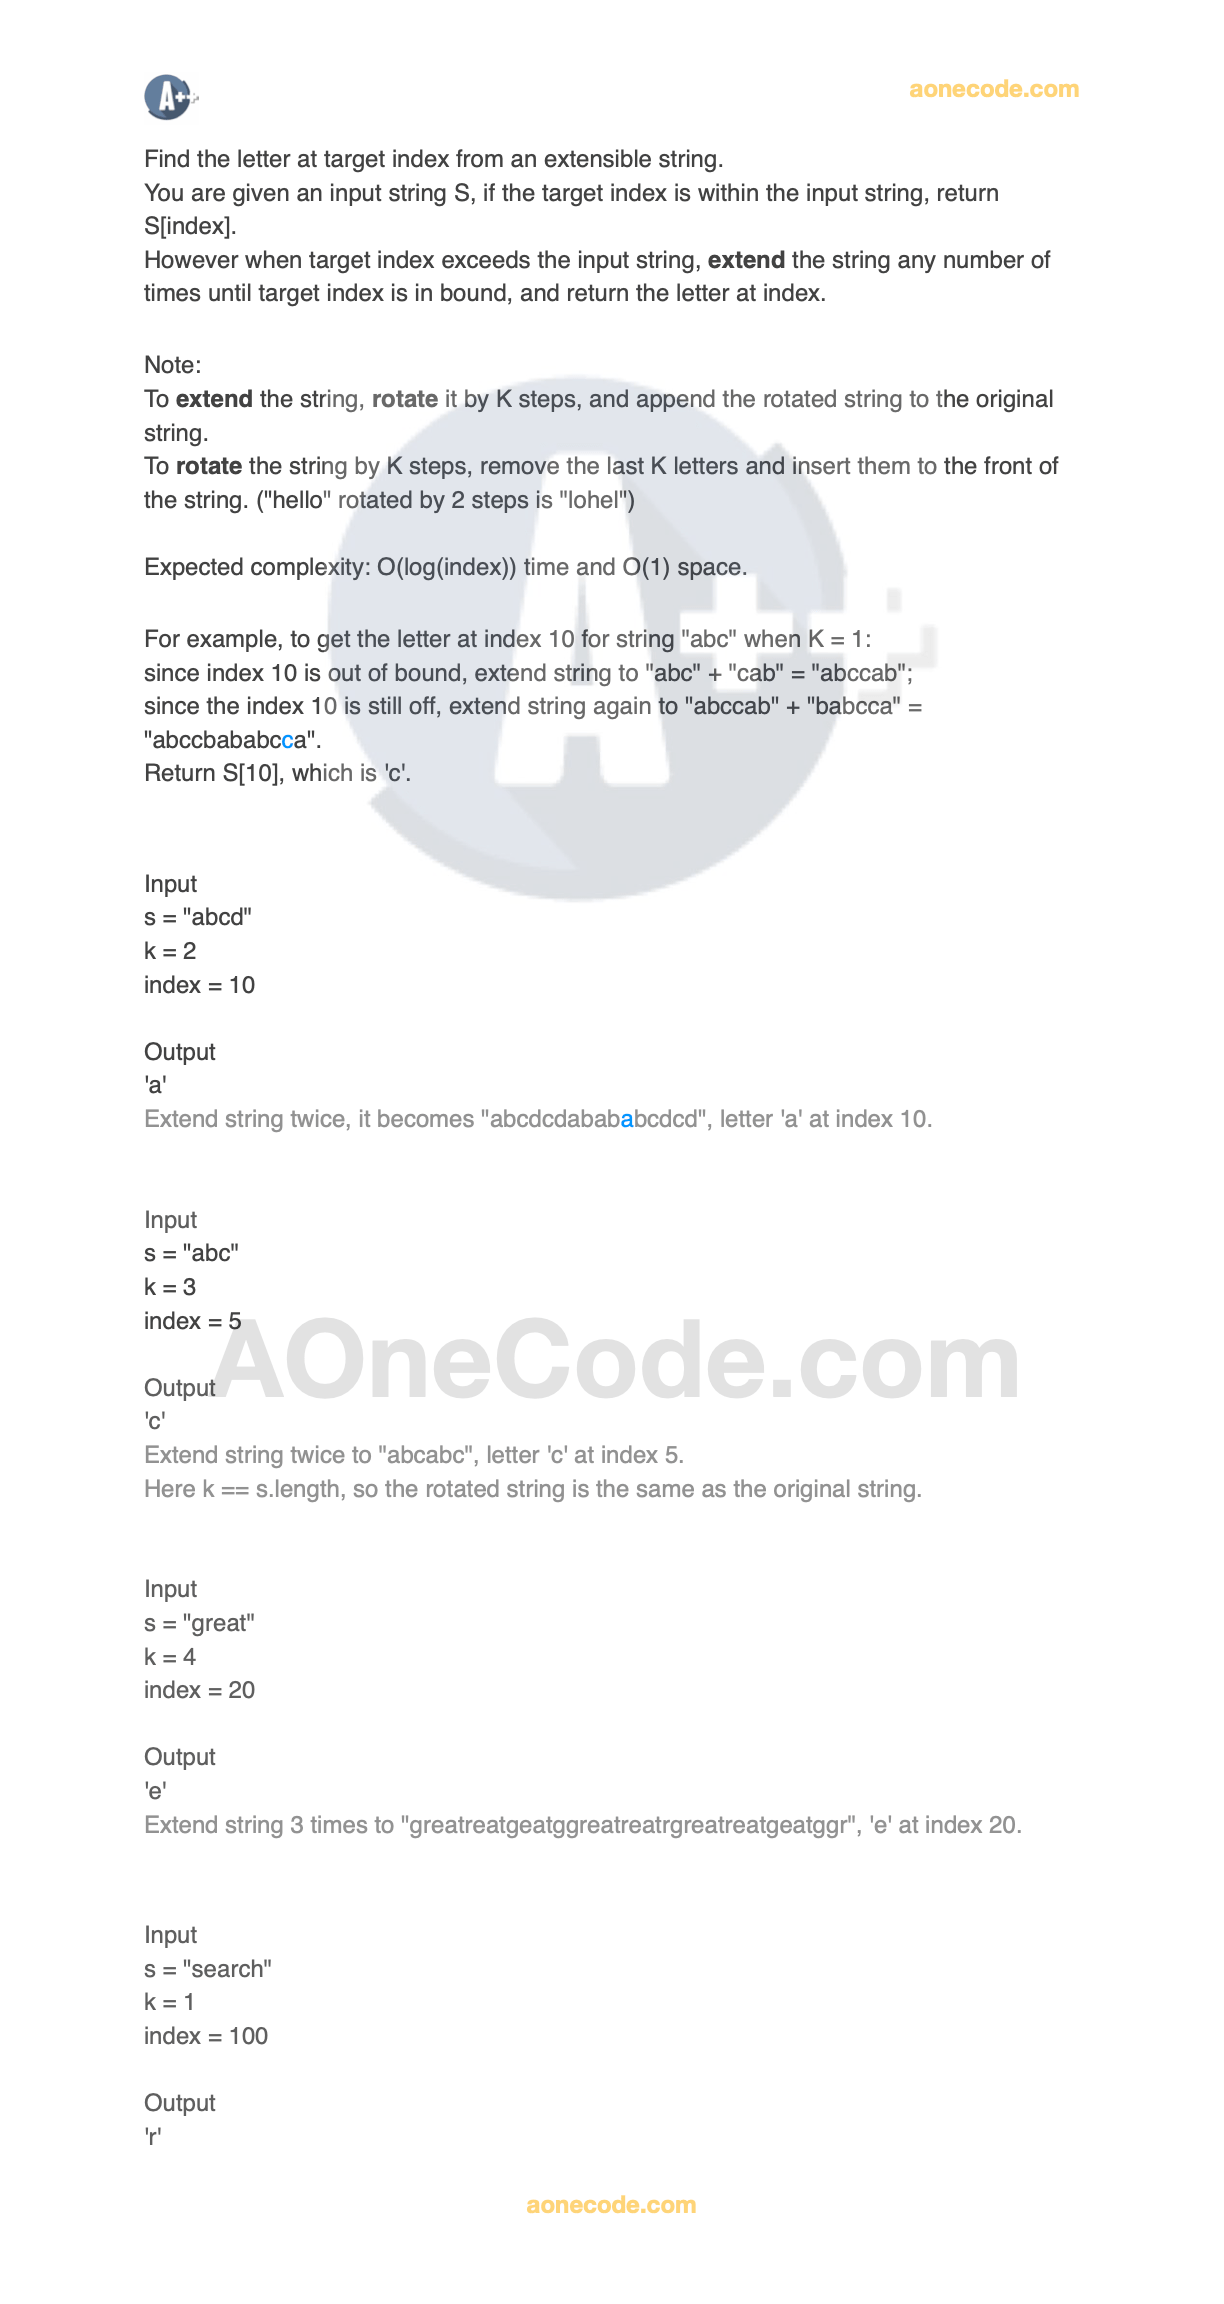 A++
aonecode.com
Find the letter at target index from an extensible string.
You are given an input string S, if the target index is within the input string, return
S[index].
However when target index exceeds the input string, extend the string any number of
times until target index is in bound, and return the letter at index.
Note:
To extend the string, rotate it by K steps, and append the rotated string to the original
string.
To rotate the string by K steps, remove the last K letters and insert them to the front of
the string. ("hello" rotated by 2 steps is "lohel")
Expected complexity: O(log(index)) time and O(1) space.
For example, to get the letter at index 10 for string "abc" when K = 1:
since index 10 is out of bound, extend string to "abc" + "cab" = "abccab";
since the index 10 is still off, extend string again to "abccab" + "babcca" =
"abccbababcca".
Return S[10], which is 'c'.
A++
Input
s = "abcd"
k = 2
index = 10
Output
'a'
Extend string twice, it becomes "abcdcdabababcdcd", letter 'a' at index 10.
Input
s = "abc"
k = 3
index = 5
AOneCode.com
Output
'c'
Extend string twice to "abcabc", letter 'c' at index 5.
Here k == s.length, so the rotated string is the same as the original string.
Input
s = "great"
k = 4
index = 20
Output
'e'
Extend string 3 times to "greatreatgeatggreatreatrgreatreatgeatggr", 'e' at index 20.
Input
s = "search"
k = 1
index = 100
Output
'r'
aonecode.com